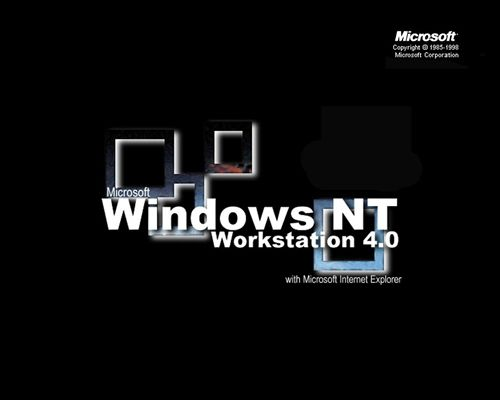 Microsoft
Copyright © 1985-1998
Microsoft Corporation
Microsoft
Windows NT
Workstation 4.0
with Microsoft Internet Explorer